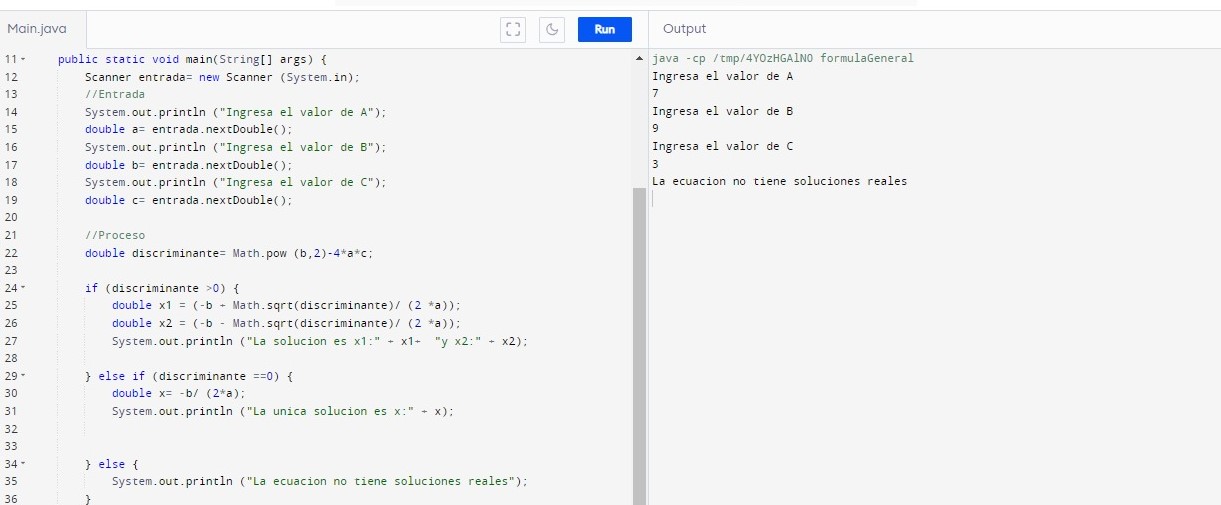 Main.java
Run
Output
11 public static void main(String[] args) {
12 Scanner entrada= new Scanner (System.in);
13 //Entrada
14 System.out.println ("Ingresa el valor de A");
15 double a= entrada.nextDouble();
16 System.out.println ("Ingresa el valor de B");
17 double b= entrada.nextDouble();
18 System.out.println ("Ingresa el valor de C");
19 double c= entrada.nextDouble();
20
21 //Proceso
22 double discriminante= Math.pow (b,2)-4*a*c;
23
24 if (discriminante >0) {
25 double x1 = (-b + Math.sqrt(discriminante)/ (2 *a));
26 double x2 = (-b - Math.sqrt(discriminante)/ (2 *a));
27 System.out.println ("La solucion es x1:" + x1+ "y x2:" + x2);
28
29 } else if (discriminante ==0) {
30 double x= -b/ (2*a);
31 System.out.println ("La unica solucion es x:" + x);
32
33
34 } else {
35 System.out.println ("La ecuacion no tiene soluciones reales");
36 }
java -cp /tmp/4YOzHGAlNO formulaGeneral
Ingresa el valor de A
7
Ingresa el valor de B
9
Ingresa el valor de C
3
La ecuacion no tiene soluciones reales